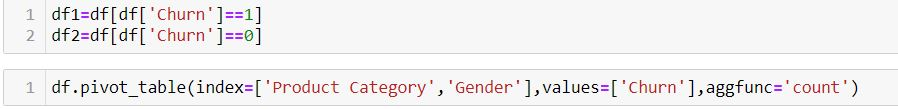 1 df1=df[df['Churn']==1]
2 df2=df[df['Churn']==0]
1 df.pivot_table(index=['Product Category','Gender'],values=['Churn'],aggfunc='count')